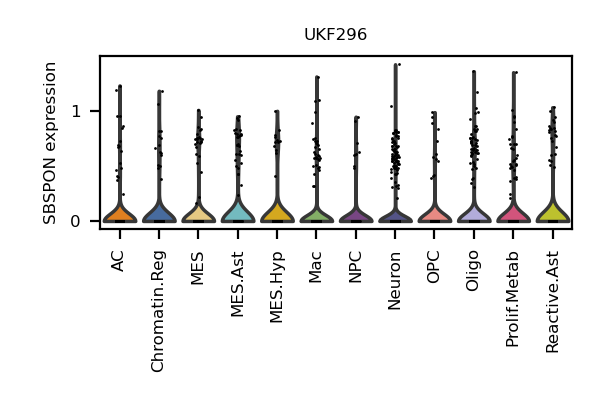 UKF296
SBSPON expression
1
0
AC
Chromatin.Reg
MES
MES.Ast
MES.Hyp
Mac
NPC
Neuron
OPC
Oligo
Prolif.Metab
Reactive.Ast